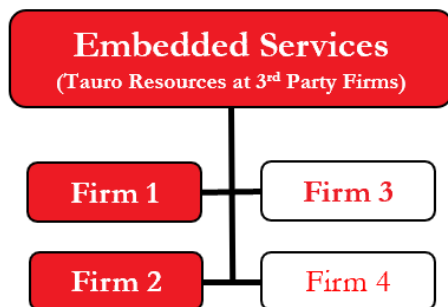 Embedded Services
(Tauro Resources at 3rd Party Firms)
Firm 1
Firm 3
Firm 2
Firm 4